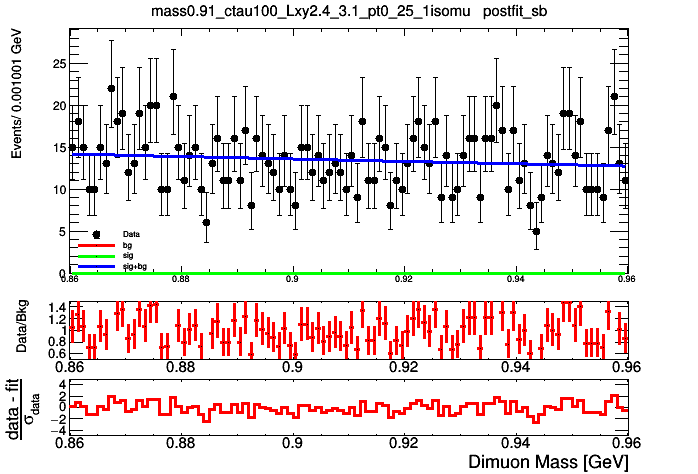 mass0.91_ctau100_Lxy2.4_3.1_pt0_25_1isomu postfit_sb
Events/ 0.001001 GeV
25
20
15
10
5
0
Data
bg
sig
sig+bg
0.86 0.88 0.9 0.92 0.94 0.96
Data/Bkg
1.4
1.2
1
0.8
0.6
0.86 0.88 0.9 0.92 0.94 0.96
data - fit
σdata
4
2
0
−2
−4
0.86 0.88 0.9 0.92 0.94 0.96
Dimuon Mass [GeV]